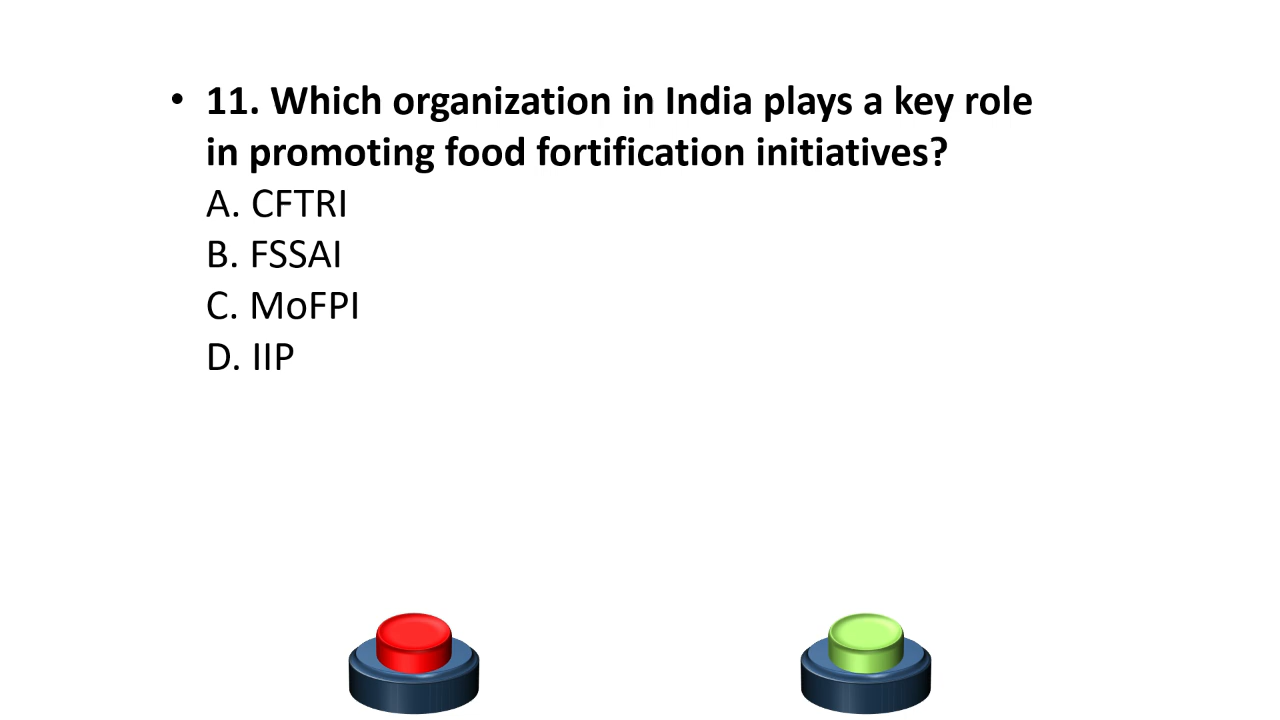 • 11. Which organization in India plays a key role
in promoting food fortification initiatives?
A. CFTRI
B. FSSAI
C. MoFPI
D. IIP